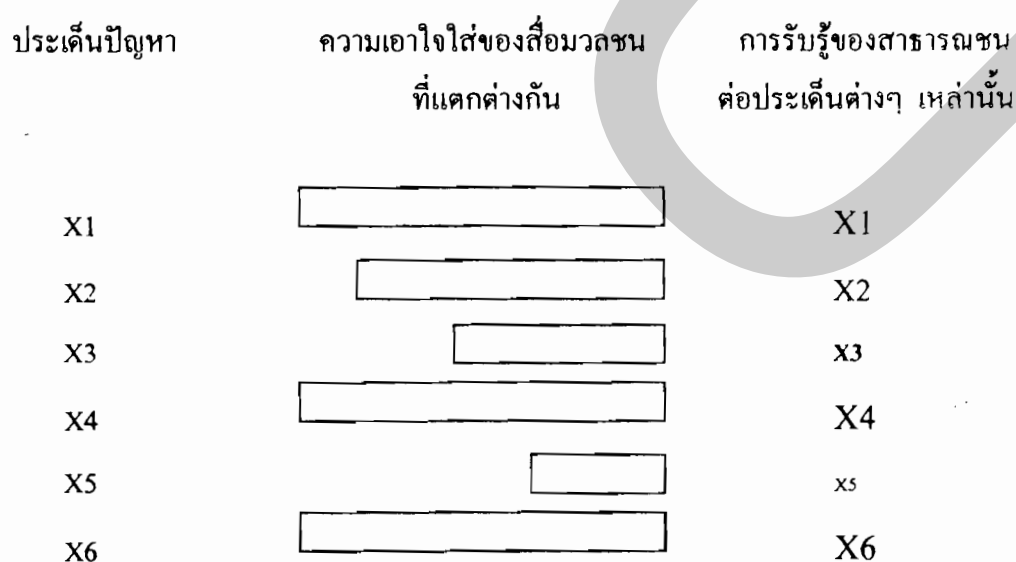 ประเด็นปัญหา ความเอาใจใส่ของสื่อมวลชน การรับรู้ของสาธารณชน
ที่แตกต่างกัน ต่อประเด็นต่างๆ เหล่านั้น
X1 X1
X2 X2
X3 X3
X4 X4
X5 X5
X6 X6